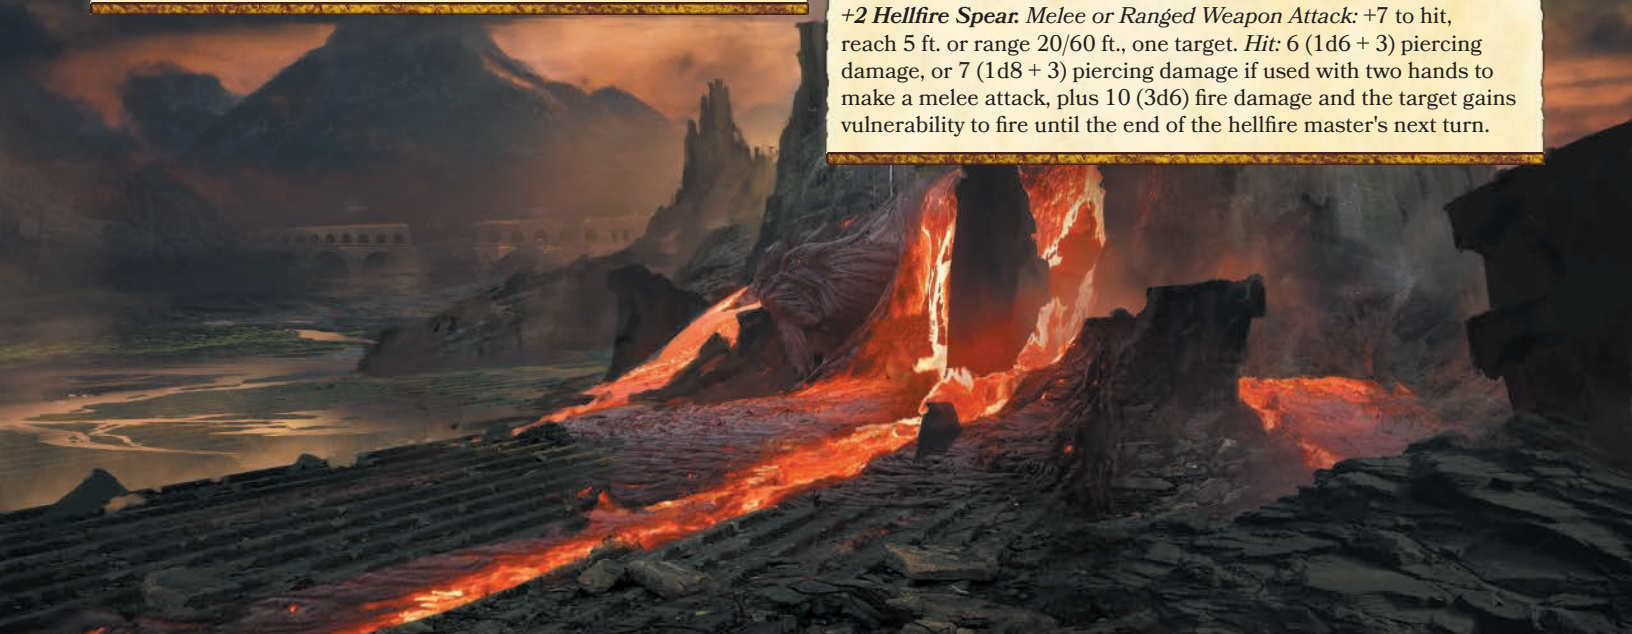 +2 Hellfire Spear. Melee or Ranged Weapon Attack: +7 to hit,
reach 5 ft. or range 20/60 ft., one target. Hit: 6 (1d6 + 3) piercing
damage, or 7 (1d8 + 3) piercing damage if used with two hands to
make a melee attack, plus 10 (3d6) fire damage and the target gains
vulnerability to fire until the end of the hellfire master's next turn.